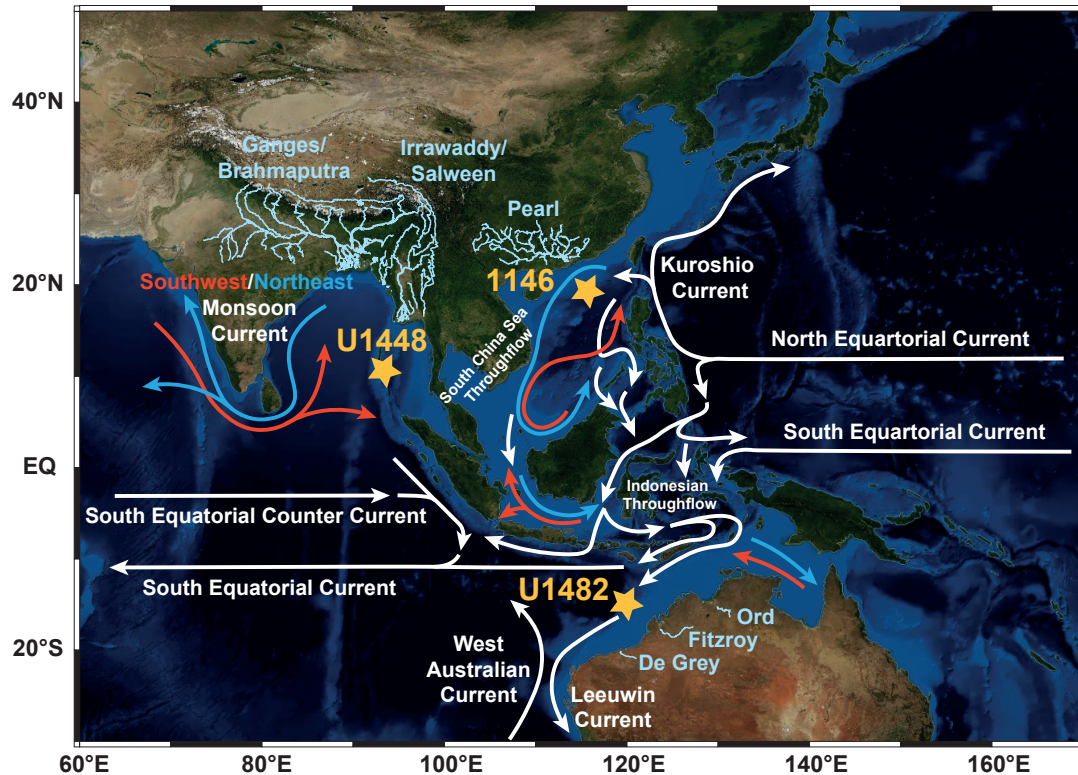 40°N
20°N
EQ
20°S
Ganges/
Brahmaputra
Irrawaddy/
Salween
Pearl
Southwest/Northeast
Monsoon
Current
U1448
1146
South China Sea
Throughflow
Kuroshio
Current
North Equartorial Current
South Equartorial Current
Indonesian
Throughflow
South Equatorial Counter Current
South Equatorial Current
U1482
West
Australian
Current
Leeuwin
Current
Ord
Fitzroy
De Grey
60°E
80°E
100°E
120°E
140°E
160°E